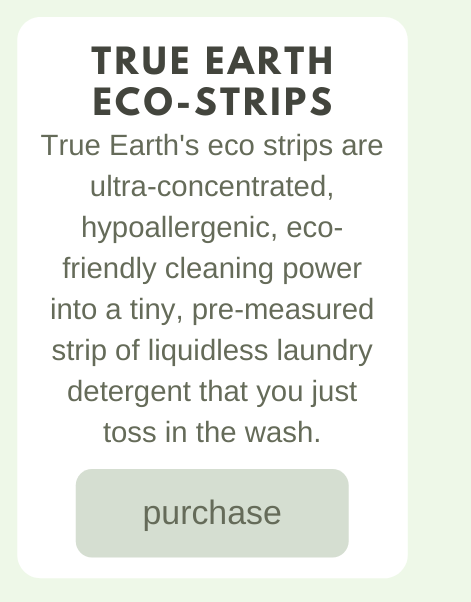 TRUE EARTH
ECO-STRIPS
True Earth's eco strips are
ultra-concentrated,
hypoallergenic, eco-
friendly cleaning power
into a tiny, pre-measured
strip of liquidless laundry
detergent that you just
toss in the wash.
purchase